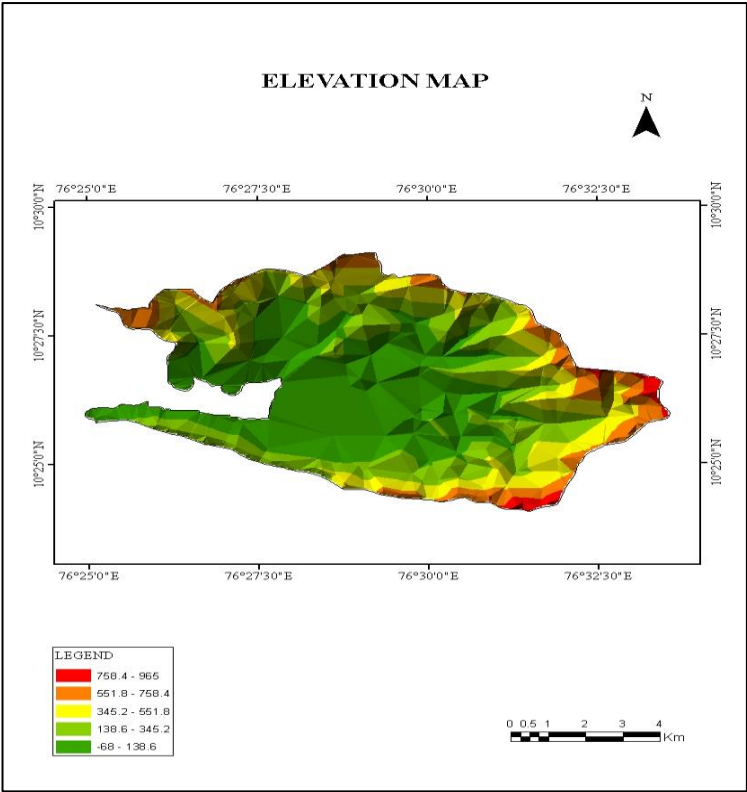 ELEVATION MAP
N
76°25'0"E 76°27'30"E 76°30'0"E 76°32'30"E
10°30'0"N
10°30'0"N
10°27'30"N
10°27'30"N
10°25'0"N
10°25'0"N
76°25'0"E 76°27'30"E 76°30'0"E 76°32'30"E
LEGEND
758.4 - 965
551.8 - 758.4
345.2 - 551.8
138.6 - 345.2
-68 - 138.6
0 0.5 1 2 3 4
Km